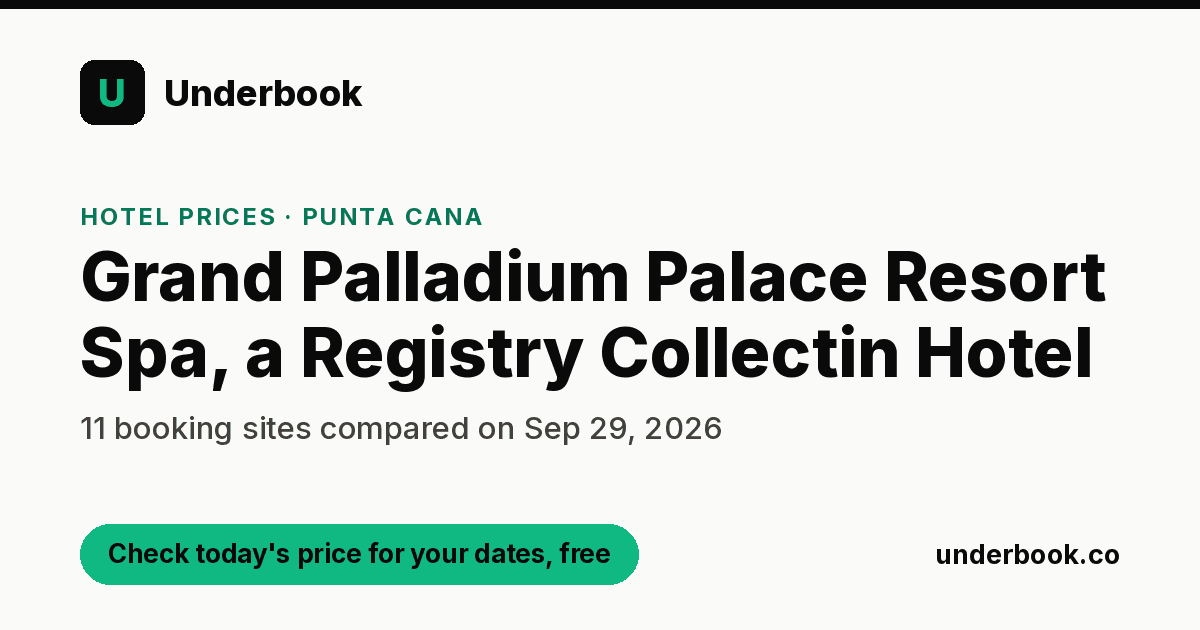 U Underbook
HOTEL PRICES · PUNTA CANA
Grand Palladium Palace Resort
Spa, a Registry Collectin Hotel
11 booking sites compared on Sep 29, 2026
Check today's price for your dates, free
underbook.co